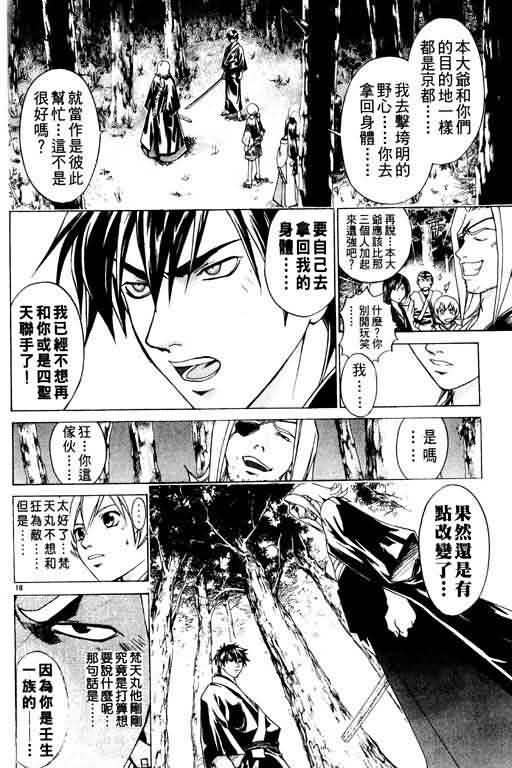 本大爺和你們
的目的地一樣
都是京都……
我去擊垮明的
野心……你去
拿回身體……
就當作是彼此
幫忙…這不是
很好嗎？
再說…本大
爺應該比那
三個人加起
來還強吧？
什麼？你
別開玩笑
我……
要自己去
拿回我的
身體……
我已經不想再
和你或是四聖
天聯手了！
是嗎
……
狂…你這
傢伙……
果然還是有
點改變了…
……
太好了…梵
天丸不想和
狂為敵…
但是…
18
梵天丸他剛剛
究竟是打算想
要說什麼呢…
那句話是……
因為你是壬生
一族的——